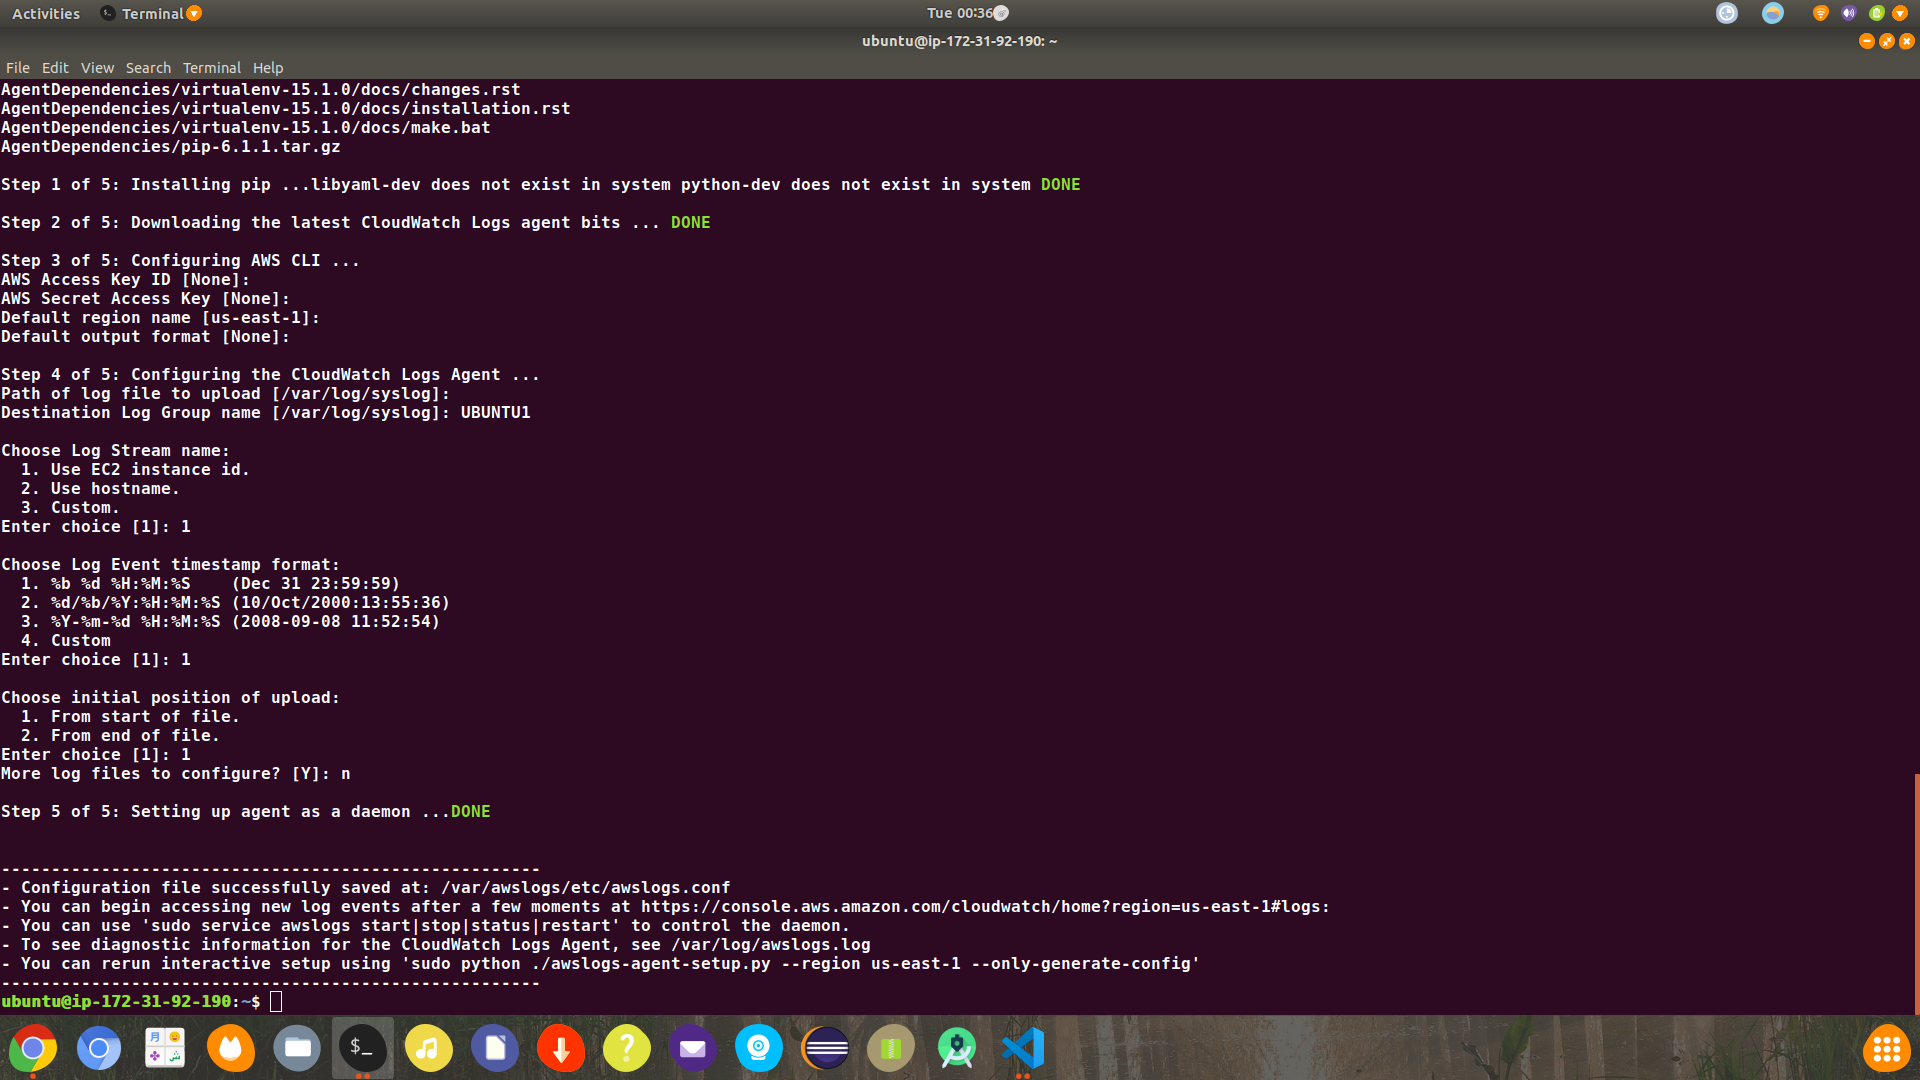 Activities Terminal Tue 00:36
ubuntu@ip-172-31-92-190: ~
File Edit View Search Terminal Help
AgentDependencies/virtualenv-15.1.0/docs/changes.rst
AgentDependencies/virtualenv-15.1.0/docs/installation.rst
AgentDependencies/virtualenv-15.1.0/docs/make.bat
AgentDependencies/pip-6.1.1.tar.gz
Step 1 of 5: Installing pip ...libyaml-dev does not exist in system python-dev does not exist in system DONE
Step 2 of 5: Downloading the latest CloudWatch Logs agent bits ... DONE
Step 3 of 5: Configuring AWS CLI ...
AWS Access Key ID [None]:
AWS Secret Access Key [None]:
Default region name [us-east-1]:
Default output format [None]:
Step 4 of 5: Configuring the CloudWatch Logs Agent ...
Path of log file to upload [/var/log/syslog]:
Destination Log Group name [/var/log/syslog]: UBUNTU1
Choose Log Stream name:
  1. Use EC2 instance id.
  2. Use hostname.
  3. Custom.
Enter choice [1]: 1
Choose Log Event timestamp format:
  1. %b %d %H:%M:%S    (Dec 31 23:59:59)
  2. %d/%b/%Y:%H:%M:%S (10/Oct/2000:13:55:36)
  3. %Y-%m-%d %H:%M:%S (2008-09-08 11:52:54)
  4. Custom
Enter choice [1]: 1
Choose initial position of upload:
  1. From start of file.
  2. From end of file.
Enter choice [1]: 1
More log files to configure? [Y]: n
Step 5 of 5: Setting up agent as a daemon ...DONE
------------------------------------------------------
- Configuration file successfully saved at: /var/awslogs/etc/awslogs.conf
- You can begin accessing new log events after a few moments at https://console.aws.amazon.com/cloudwatch/home?region=us-east-1#logs:
- You can use 'sudo service awslogs start|stop|status|restart' to control the daemon.
- To see diagnostic information for the CloudWatch Logs Agent, see /var/log/awslogs.log
- You can rerun interactive setup using 'sudo python ./awslogs-agent-setup.py --region us-east-1 --only-generate-config'
------------------------------------------------------
ubuntu@ip-172-31-92-190:~$